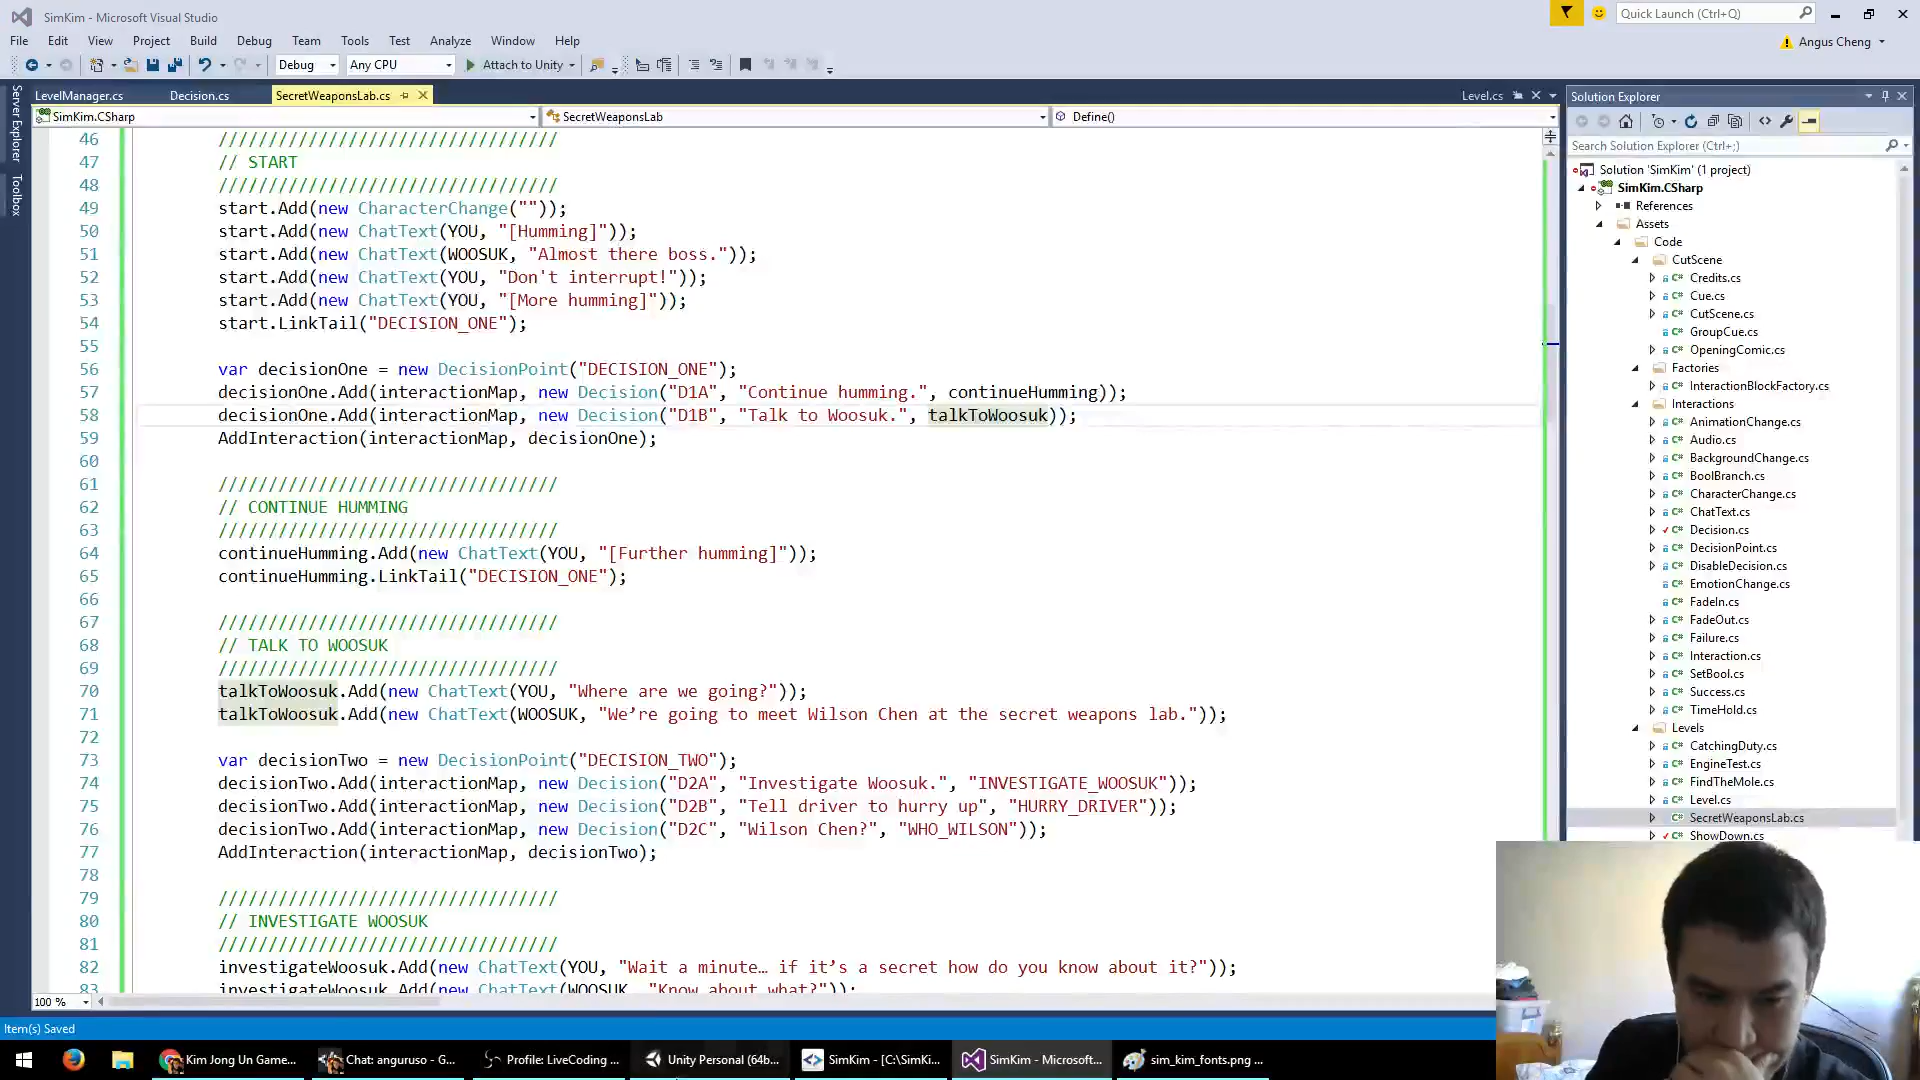 SimKim - Microsoft Visual Studio
Quick Launch (Ctrl+Q)
File Edit View Project Build Debug Team Tools Test Analyze Window Help
Angus Cheng
Debug Any CPU Attach to Unity
Server Explorer
Toolbox
LevelManager.cs Decision.cs SecretWeaponsLab.cs Level.cs
SimKim.CSharp SecretWeaponsLab Define()
46 //////////////////////////////////
47 // START
48 //////////////////////////////////
49 start.Add(new CharacterChange(""));
50 start.Add(new ChatText(YOU, "[Humming]"));
51 start.Add(new ChatText(WOOSUK, "Almost there boss."));
52 start.Add(new ChatText(YOU, "Don't interrupt!"));
53 start.Add(new ChatText(YOU, "[More humming]"));
54 start.LinkTail("DECISION_ONE");
55
56 var decisionOne = new DecisionPoint("DECISION_ONE");
57 decisionOne.Add(interactionMap, new Decision("D1A", "Continue humming.", continueHumming));
58 decisionOne.Add(interactionMap, new Decision("D1B", "Talk to Woosuk.", talkToWoosuk));
59 AddInteraction(interactionMap, decisionOne);
60
61 //////////////////////////////////
62 // CONTINUE HUMMING
63 //////////////////////////////////
64 continueHumming.Add(new ChatText(YOU, "[Further humming]"));
65 continueHumming.LinkTail("DECISION_ONE");
66
67 //////////////////////////////////
68 // TALK TO WOOSUK
69 //////////////////////////////////
70 talkToWoosuk.Add(new ChatText(YOU, "Where are we going?"));
71 talkToWoosuk.Add(new ChatText(WOOSUK, "We’re going to meet Wilson Chen at the secret weapons lab."));
72
73 var decisionTwo = new DecisionPoint("DECISION_TWO");
74 decisionTwo.Add(interactionMap, new Decision("D2A", "Investigate Woosuk.", "INVESTIGATE_WOOSUK"));
75 decisionTwo.Add(interactionMap, new Decision("D2B", "Tell driver to hurry up", "HURRY_DRIVER"));
76 decisionTwo.Add(interactionMap, new Decision("D2C", "Wilson Chen?", "WHO_WILSON"));
77 AddInteraction(interactionMap, decisionTwo);
78
79 //////////////////////////////////
80 // INVESTIGATE WOOSUK
81 //////////////////////////////////
82 investigateWoosuk.Add(new ChatText(YOU, "Wait a minute… if it’s a secret how do you know about it?"));
83 investigateWoosuk.Add(new ChatText(WOOSUK, "Know about what?"));
100 %
Solution Explorer
Search Solution Explorer (Ctrl+;)
Solution 'SimKim' (1 project)
SimKim.CSharp
References
Assets
Code
CutScene
Credits.cs
Cue.cs
CutScene.cs
GroupCue.cs
OpeningComic.cs
Factories
InteractionBlockFactory.cs
Interactions
AnimationChange.cs
Audio.cs
BackgroundChange.cs
BoolBranch.cs
CharacterChange.cs
ChatText.cs
Decision.cs
DecisionPoint.cs
DisableDecision.cs
EmotionChange.cs
FadeIn.cs
FadeOut.cs
Failure.cs
Interaction.cs
SetBool.cs
Success.cs
TimeHold.cs
Levels
CatchingDuty.cs
EngineTest.cs
FindTheMole.cs
Level.cs
SecretWeaponsLab.cs
ShowDown.cs
Item(s) Saved
Kim Jong Un Game... Chat: anguruso - G... Profile: LiveCoding ... Unity Personal (64b... SimKim - [C:\SimKi... SimKim - Microsoft... sim_kim_fonts.png ...